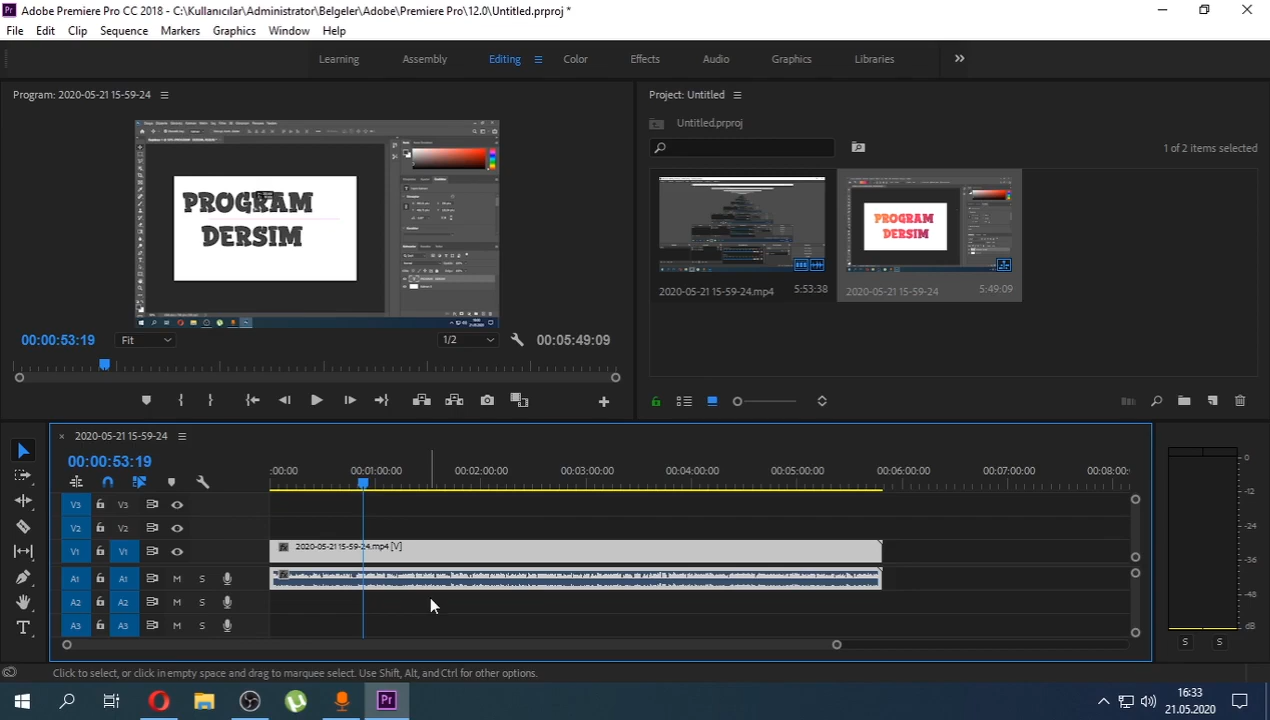 Adobe Premiere Pro CC 2018 - C:\Kullanıcılar\Administrator\Belgeler\Adobe\Premiere Pro\12.0\Untitled.prproj *
File Edit Clip Sequence Markers Graphics Window Help
Learning Assembly Editing Color Effects Audio Graphics Libraries
Program: 2020-05-21 15-59-24
PROGRAM
DERSIM
00:00:53:19 Fit 1/2 00:05:49:09
Project: Untitled
Untitled.prproj
1 of 2 items selected
PROGRAM
DERSIM
2020-05-21 15-59-24.mp4 5:53:38
2020-05-21 15-59-24 5:49:09
2020-05-21 15-59-24
00:00:53:19
:00:00 00:01:00:00 00:02:00:00 00:03:00:00 00:04:00:00 00:05:00:00 00:06:00:00 00:07:00:00 00:08:0
V3 V3
V2 V2
V1 V1 2020-05-21 15-59-24.mp4 [V]
A1 A1 M S
A2 A2 M S
A3 A3 M S
0
-12
-24
-36
-48
dB
S S
Click to select, or click in empty space and drag to marquee select. Use Shift, Alt, and Ctrl for other options.
16:33
21.05.2020